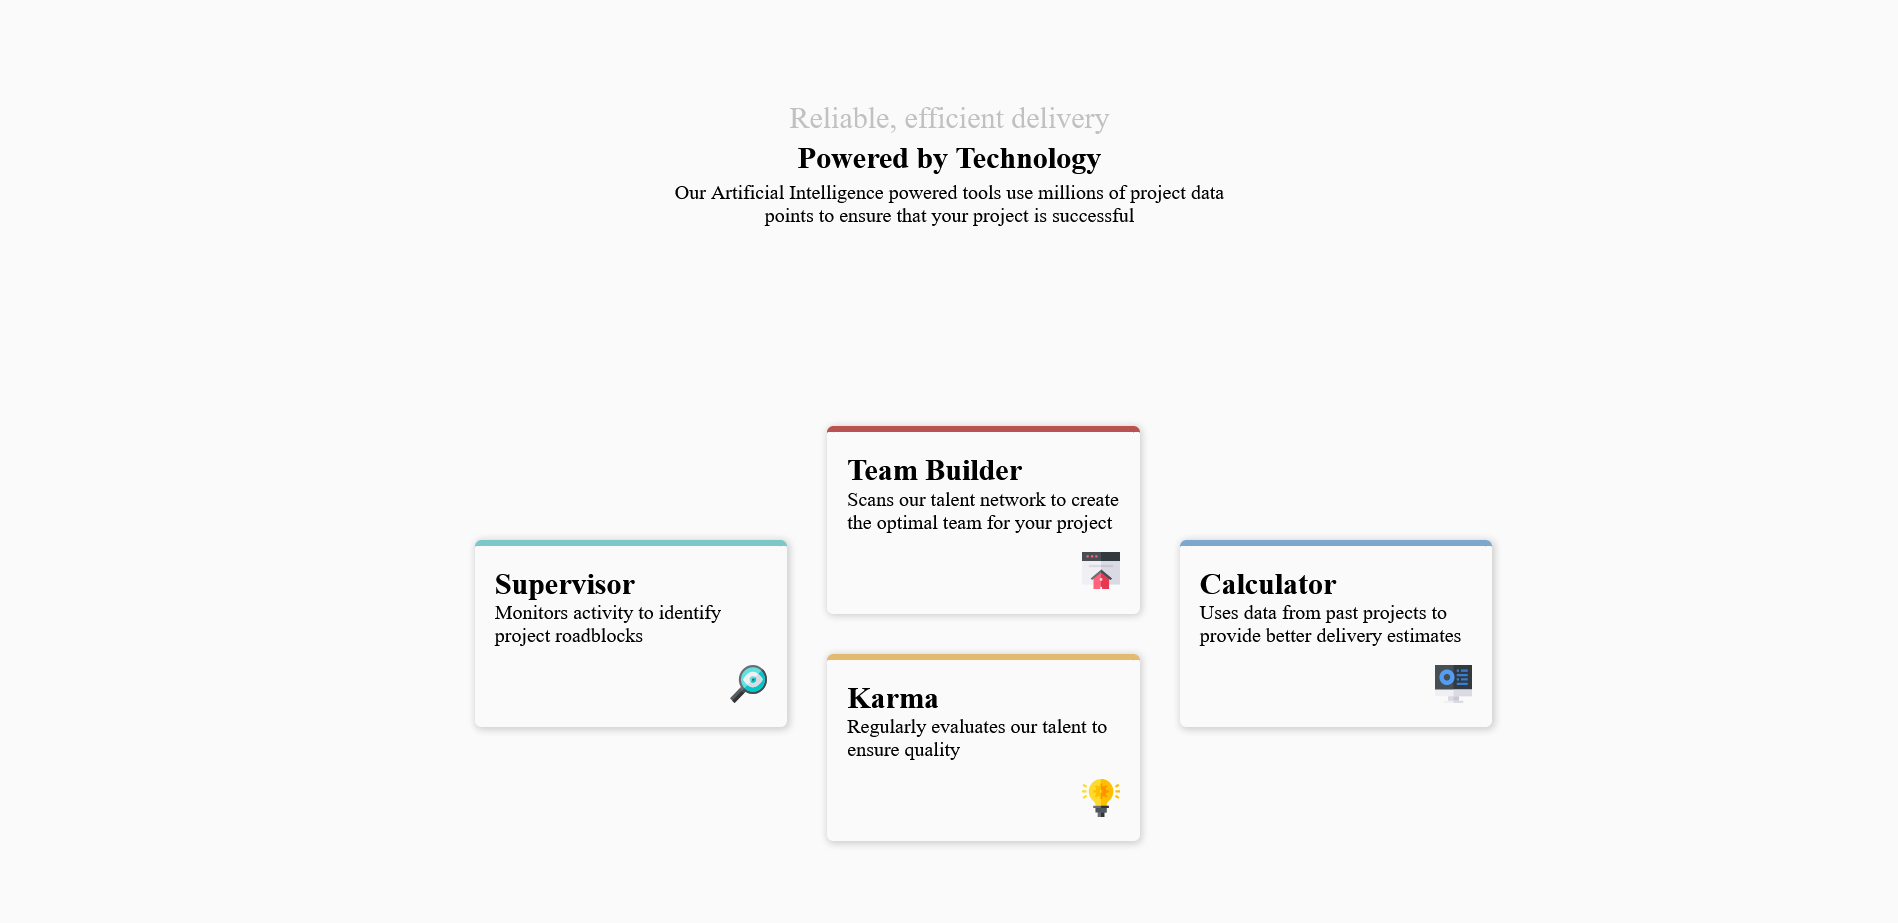 Reliable, efficient delivery
Powered by Technology
Our Artificial Intelligence powered tools use millions of project data
points to ensure that your project is successful
Supervisor
Monitors activity to identify
project roadblocks
Team Builder
Scans our talent network to create
the optimal team for your project
Karma
Regularly evaluates our talent to
ensure quality
Calculator
Uses data from past projects to
provide better delivery estimates